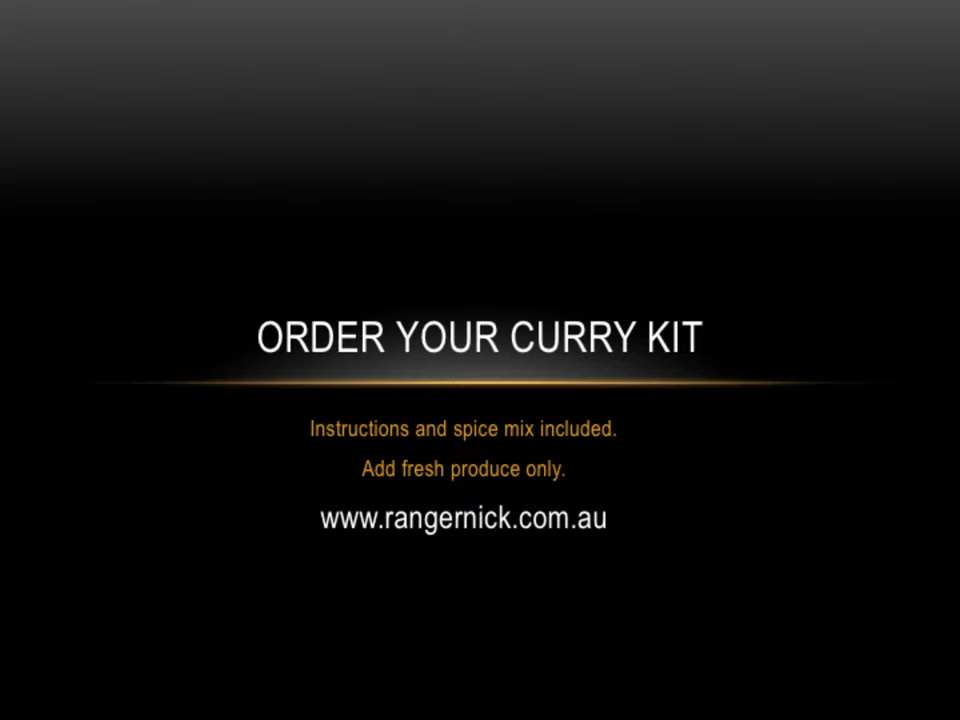 ORDER YOUR CURRY KIT
Instructions and spice mix included.
Add fresh produce only.
www.rangernick.com.au